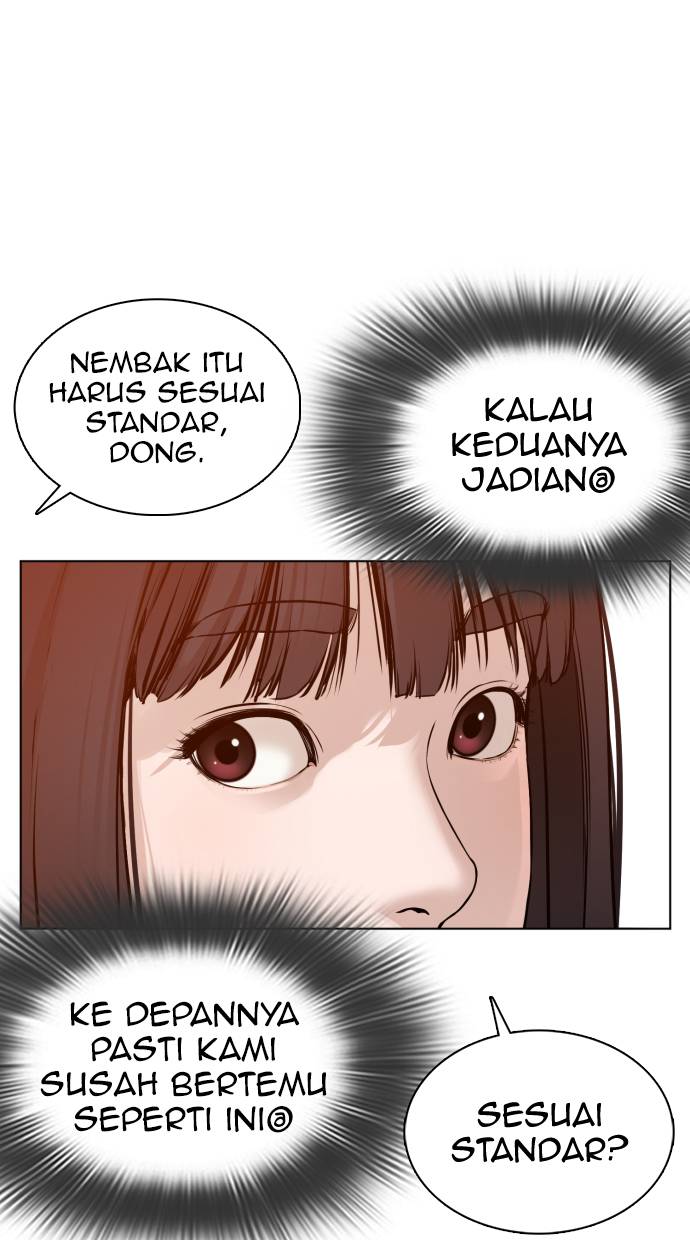 NEMBAK ITU
HARUS SESUAI
STANDAR,
DONG.
KALAU
KEDUANYA
JADIAN@
KE DEPANNYA
PASTI KAMI
SUSAH BERTEMU
SEPERTI INI@
SESUAI
STANDAR?